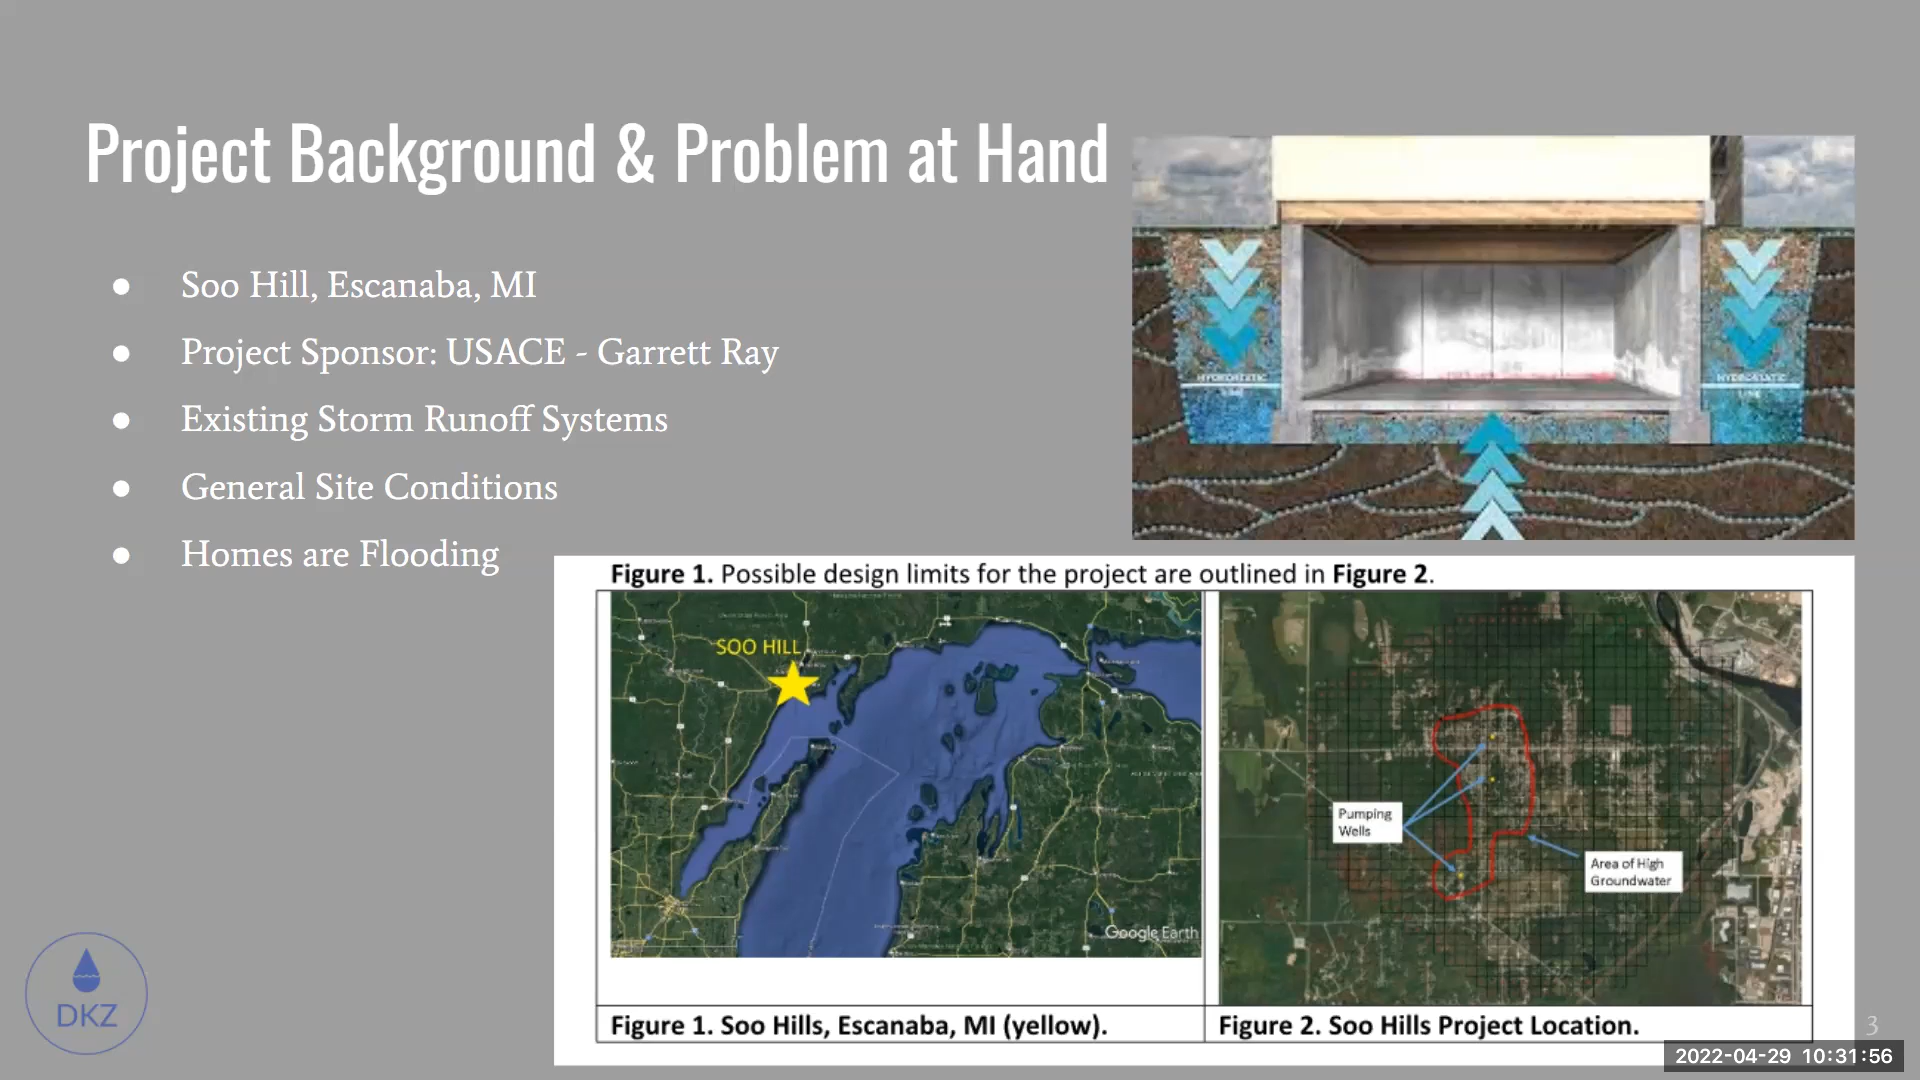 Project Background & Problem at Hand
● Soo Hill, Escanaba, MI
● Project Sponsor: USACE - Garrett Ray
● Existing Storm Runoff Systems
● General Site Conditions
● Homes are Flooding
HYDROSTATIC
LINE
HYDROSTATIC
LINE
Figure 1. Possible design limits for the project are outlined in Figure 2.
SOO HILL
Google Earth
Pumping
Wells
Area of High
Groundwater
Figure 1. Soo Hills, Escanaba, MI (yellow).
Figure 2. Soo Hills Project Location.
DKZ
3
2022-04-29 10:31:56